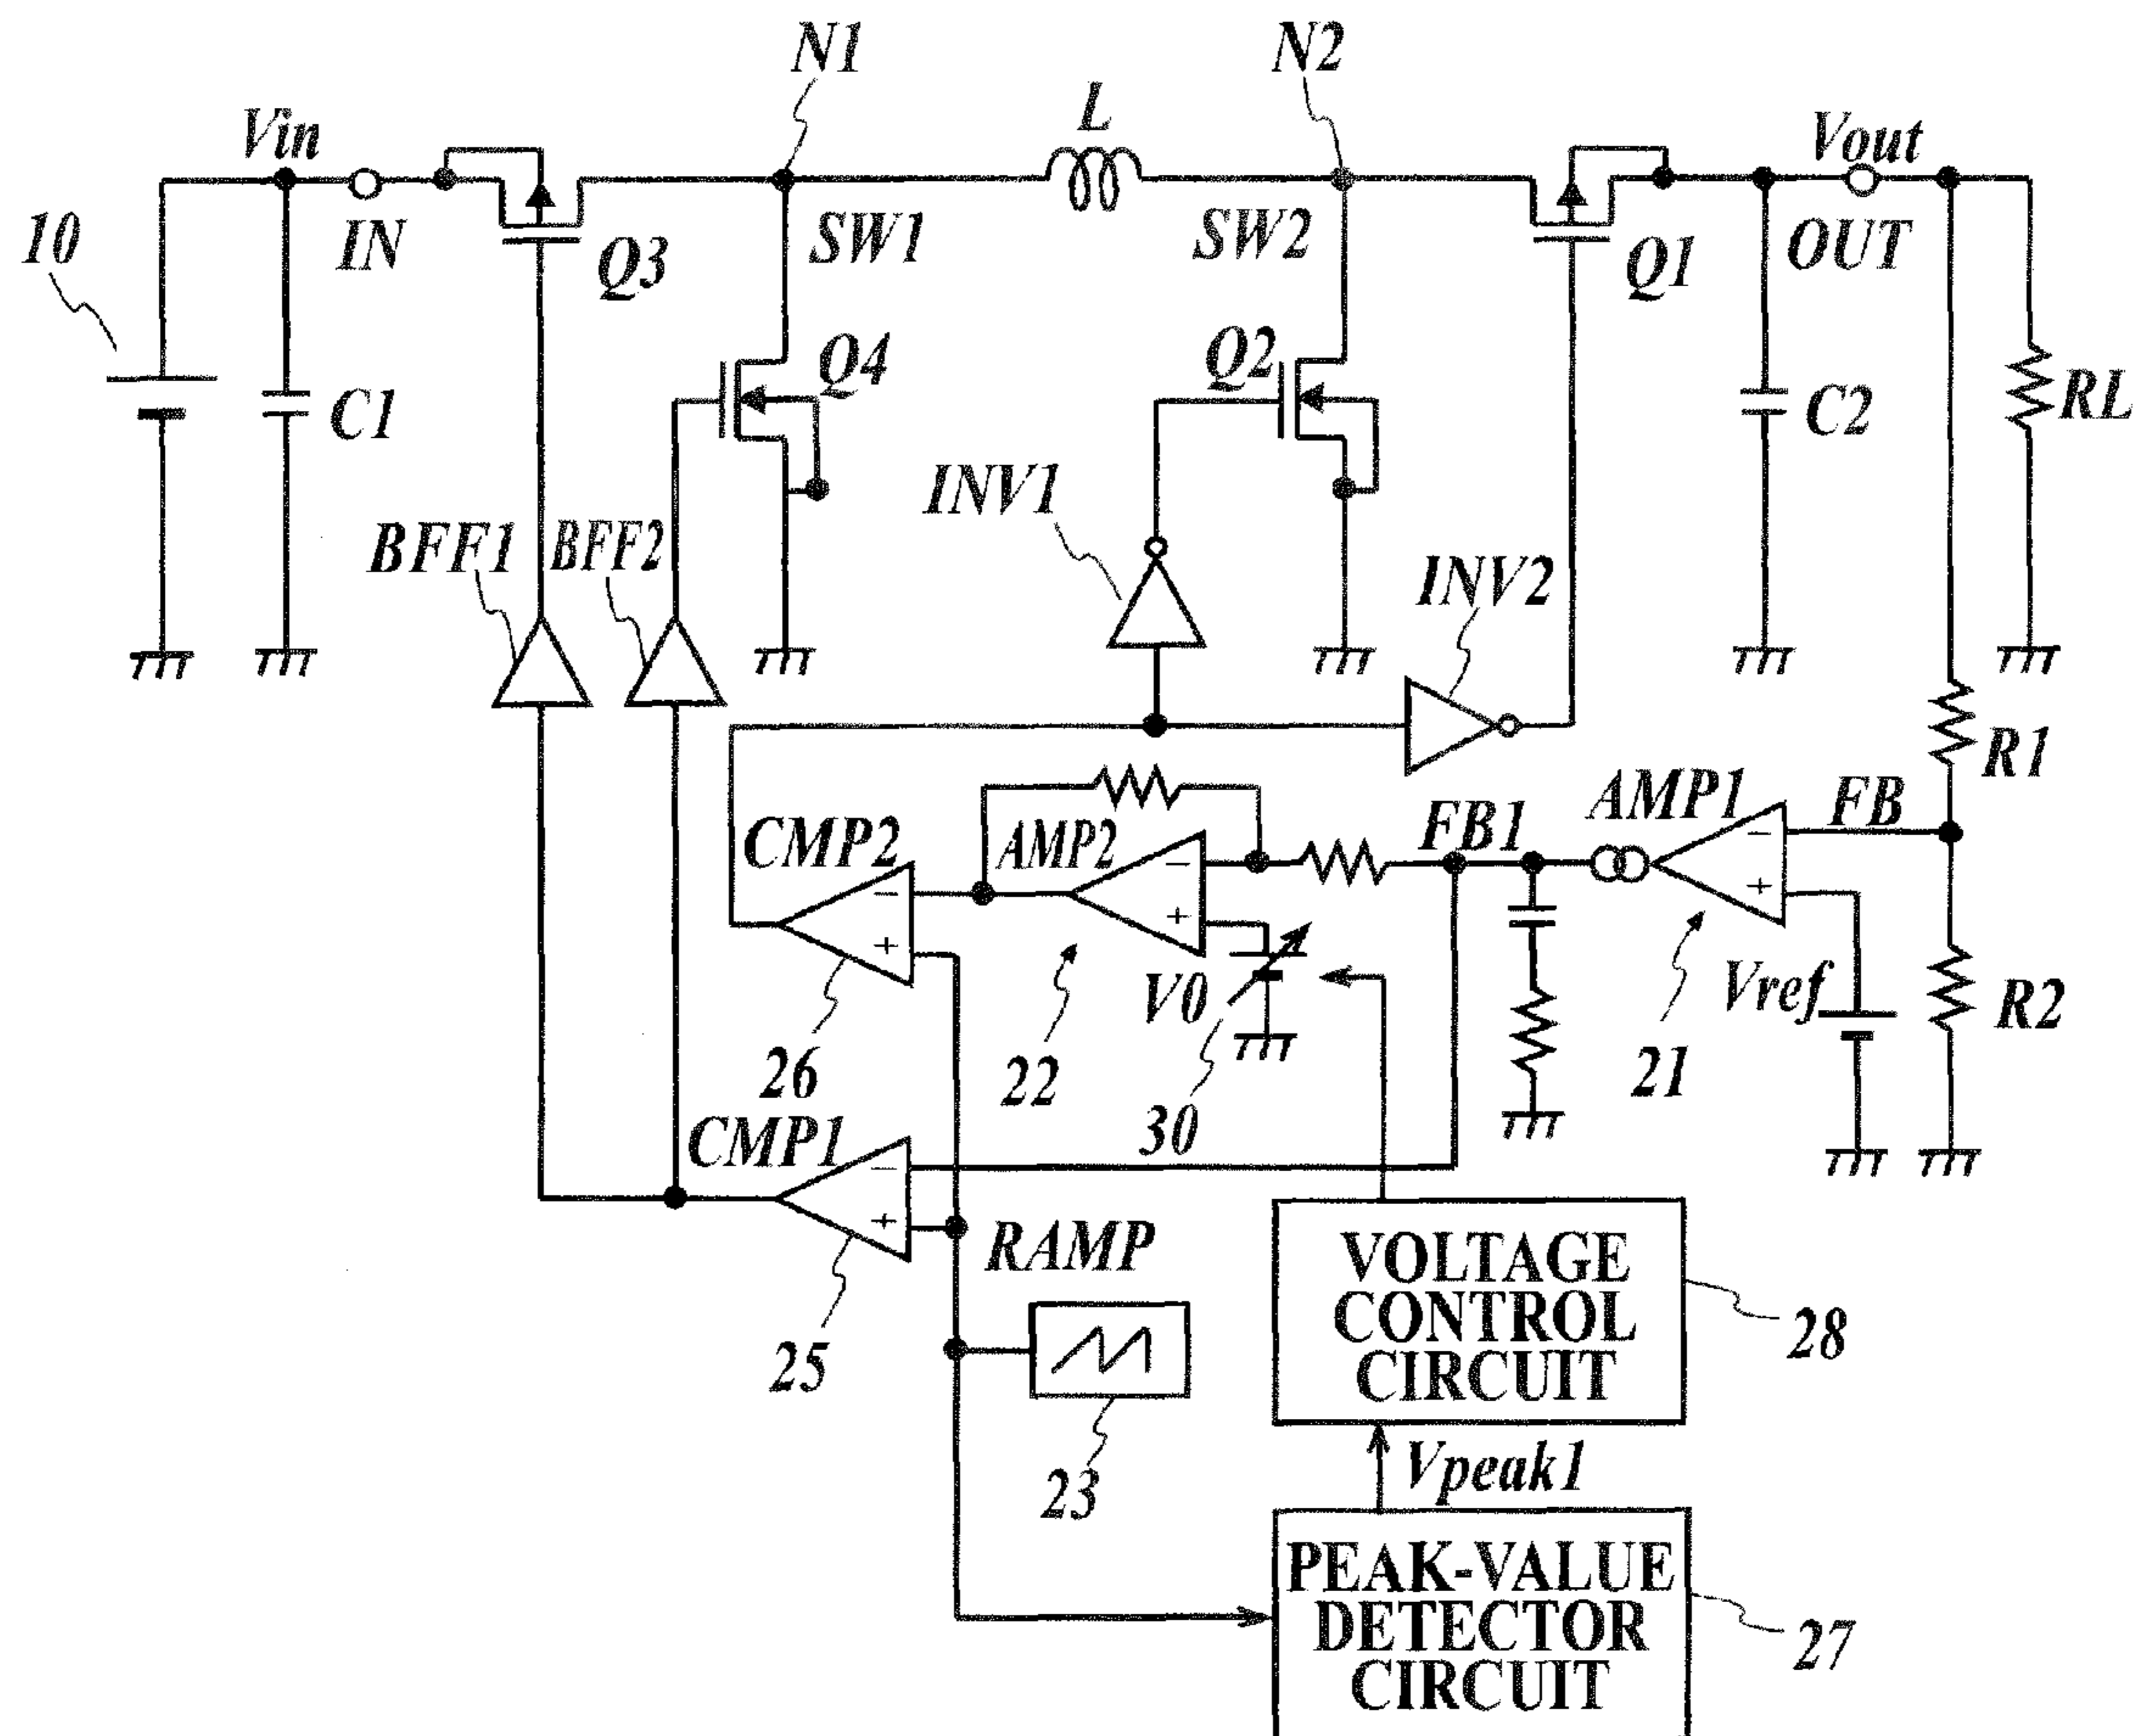 N1
N2
L
Vin
Vout
10
IN
Q3
SW1
SW2
Q1
OUT
Q4
Q2
C1
C2
RL
INV1
BFF1
BFF2
INV2
R1
AMP1
FB
FB1
CMP2
AMP2
−
+
−
+
−
+
V0
Vref
R2
26
22
30
21
CMP1
−
+
RAMP
VOLTAGE
CONTROL
CIRCUIT
28
25
23
Vpeak1
PEAK-VALUE
DETECTOR
CIRCUIT
27